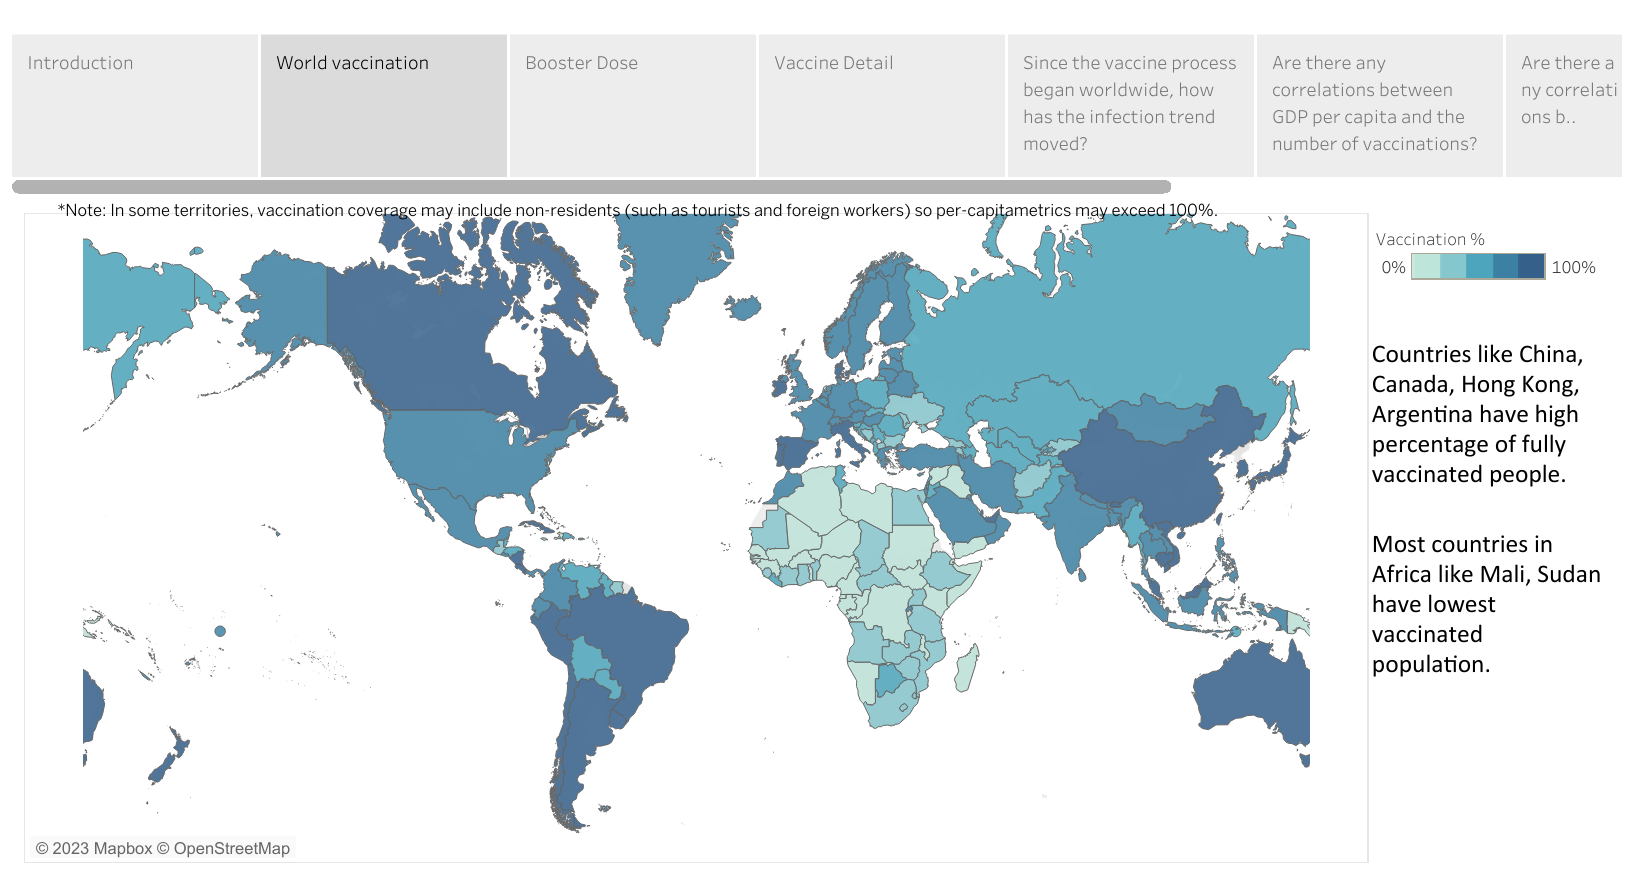 Introduction
World vaccination
Booster Dose
Vaccine Detail
Since the vaccine process
began worldwide, how
has the infection trend
moved?
Are there any
correlations between
GDP per capita and the
number of vaccinations?
Are there a
ny correlati
ons b..
*Note: In some territories, vaccination coverage may include non-residents (such as tourists and foreign workers) so per-capitametrics may exceed 100%.
Vaccination %
0% 100%
Countries like China,
Canada, Hong Kong,
Argentina have high
percentage of fully
vaccinated people.
Most countries in
Africa like Mali, Sudan
have lowest
vaccinated
population.
© 2023 Mapbox © OpenStreetMap